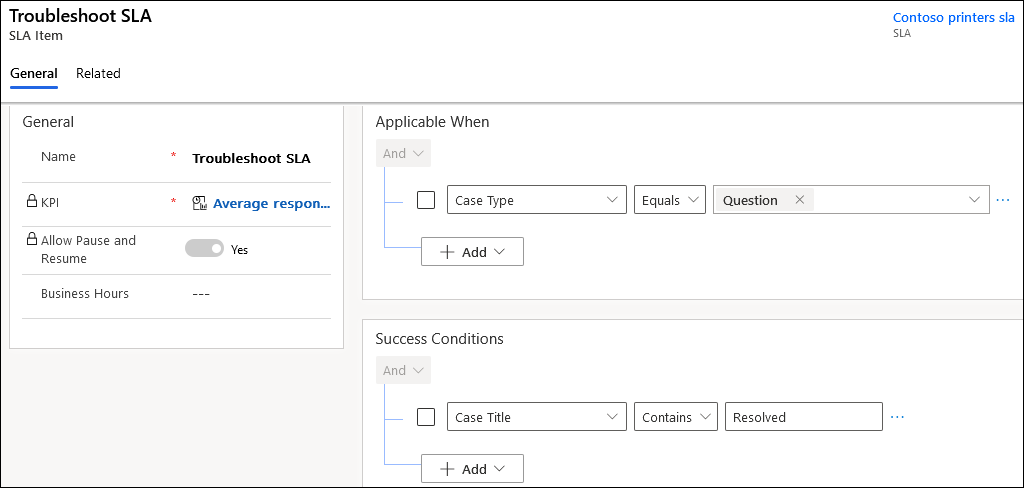 Troubleshoot SLA
SLA Item
Contoso printers sla
SLA
General
Related
General
Name * Troubleshoot SLA
KPI * Average respon...
Allow Pause and
Resume
Yes
Business Hours ---
Applicable When
And
Case Type Equals Question ×
+ Add
Success Conditions
And
Case Title Contains Resolved
+ Add